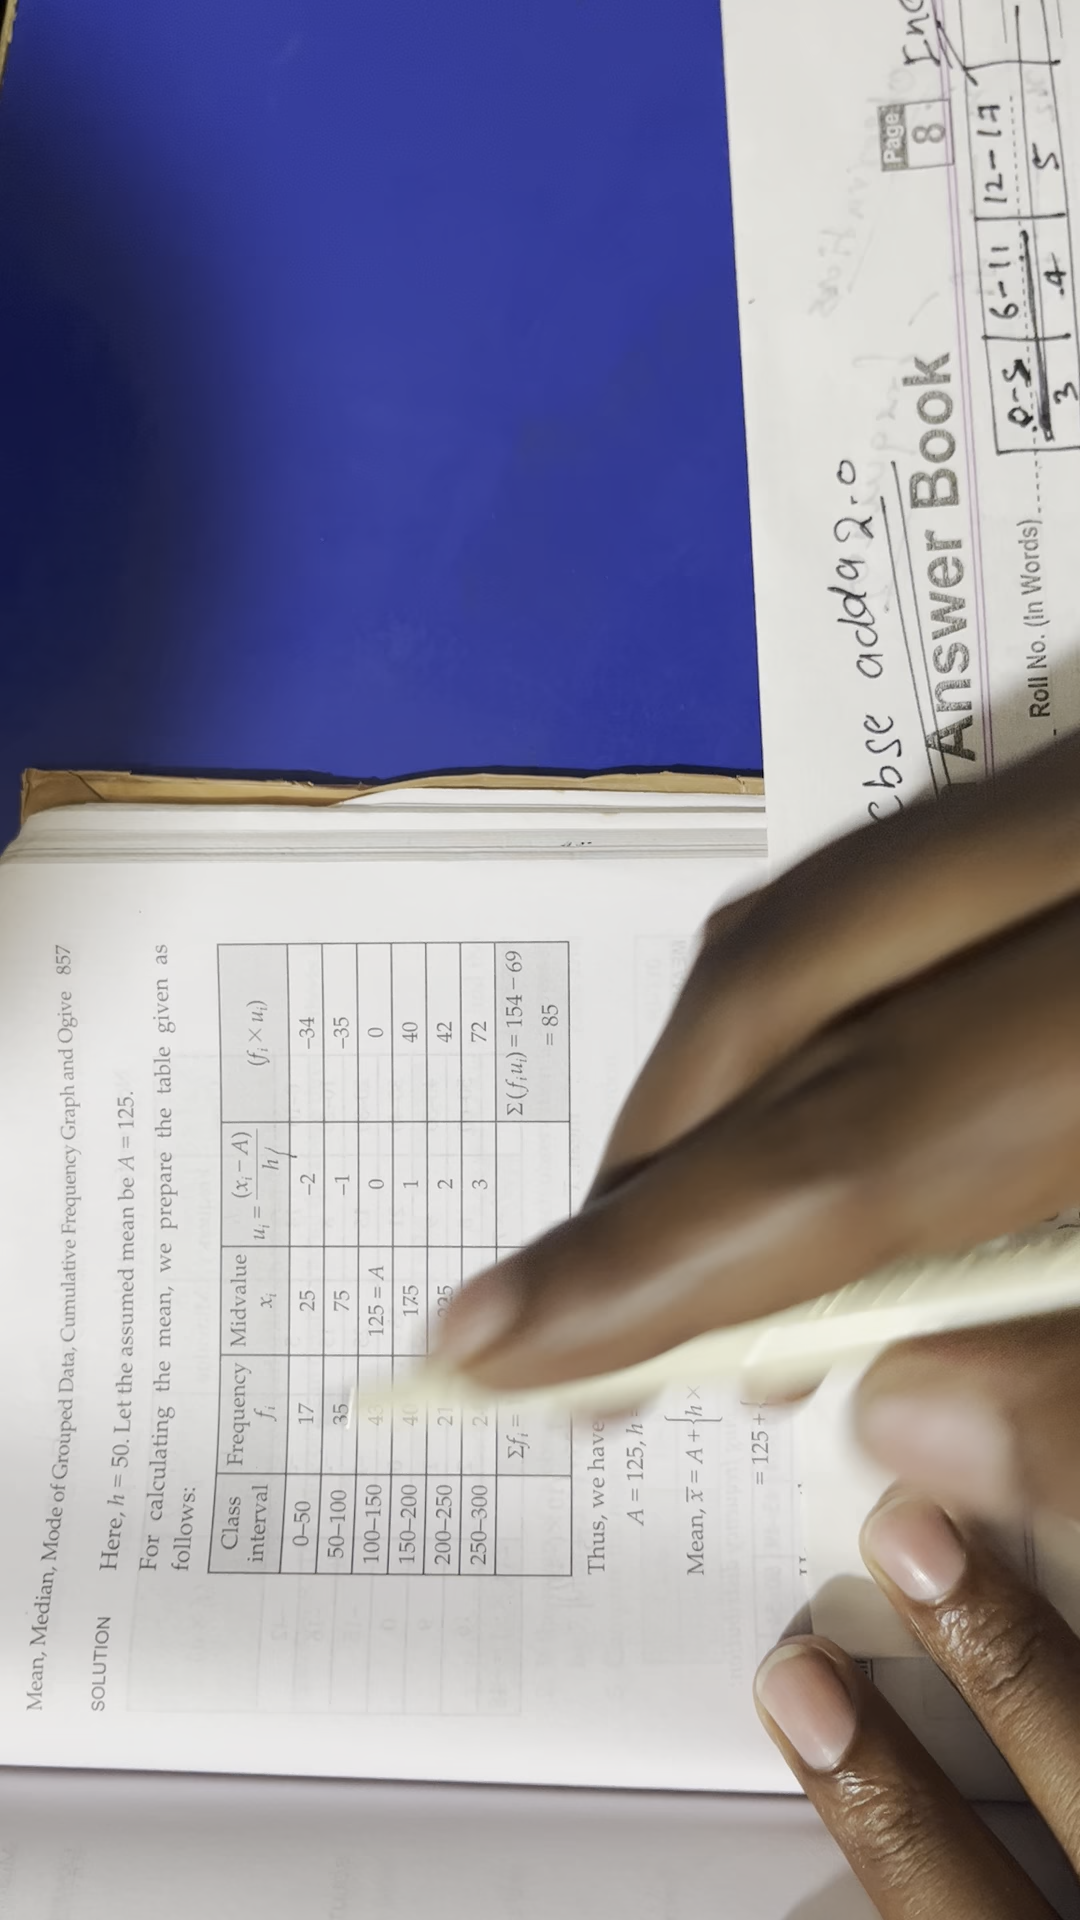 Mean, Median, Mode of Grouped Data, Cumulative Frequency Graph and Ogive 857
SOLUTION Here, h = 50. Let the assumed mean be A = 125.
For calculating the mean, we prepare the table given as
follows:
Class interval | Frequency fᵢ | Midvalue xᵢ | uᵢ = (xᵢ – A)/h | (fᵢ × uᵢ)
0–50 | 17 | 25 | –2 | –34
50–100 | 35 | 75 | –1 | –35
100–150 | 43 | 125 = A | 0 | 0
150–200 | 40 | 175 | 1 | 40
200–250 | 21 | 225 | 2 | 42
250–300 | 2 | | 3 | 72
Σfᵢ = | Σ(fᵢuᵢ) = 154 – 69
= 85
Thus, we have
A = 125, h =
Mean, x̄ = A + {h ×
= 125 + {
cbse adda2.0
Answer Book
Page
8
Roll No. (In Words)
0-5 | 6-11 | 12-17
3 | 4 | 5